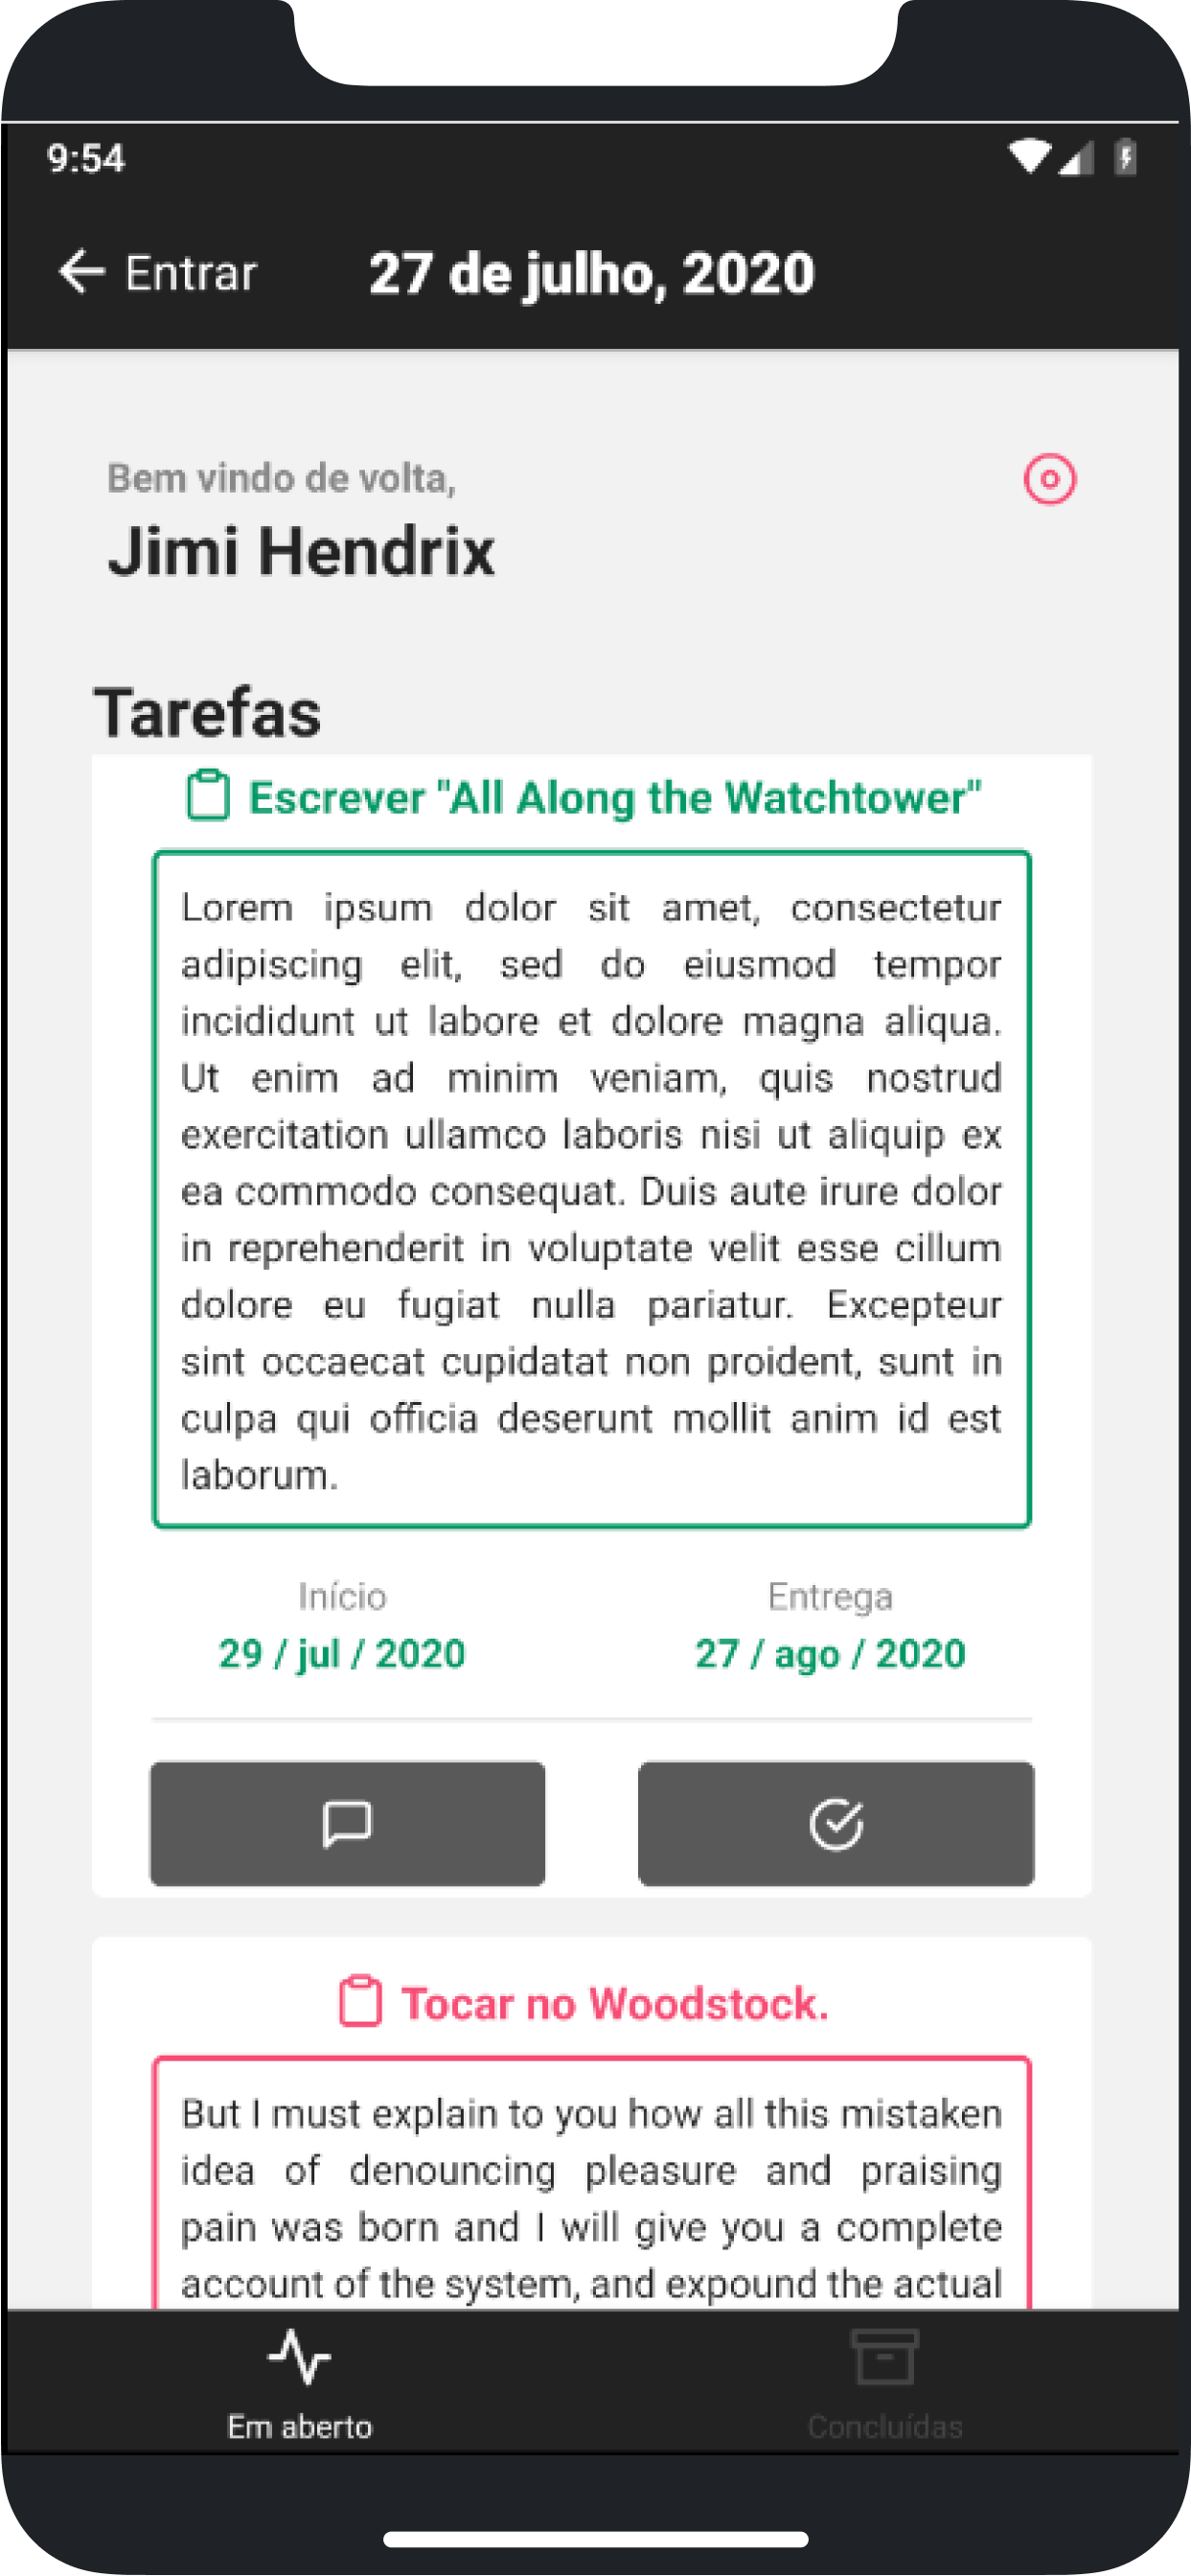 9:54
Entrar
27 de julho, 2020
Bem vindo de volta,
Jimi Hendrix
Tarefas
Escrever "All Along the Watchtower"
Lorem ipsum dolor sit amet, consectetur
adipiscing elit, sed do eiusmod tempor
incididunt ut labore et dolore magna aliqua.
Ut enim ad minim veniam, quis nostrud
exercitation ullamco laboris nisi ut aliquip ex
ea commodo consequat. Duis aute irure dolor
in reprehenderit in voluptate velit esse cillum
dolore eu fugiat nulla pariatur. Excepteur
sint occaecat cupidatat non proident, sunt in
culpa qui officia deserunt mollit anim id est
laborum.
Início
Entrega
29 / jul / 2020
27 / ago / 2020
Tocar no Woodstock.
But I must explain to you how all this mistaken
idea of denouncing pleasure and praising
pain was born and I will give you a complete
account of the system, and expound the actual
Em aberto
Concluídas